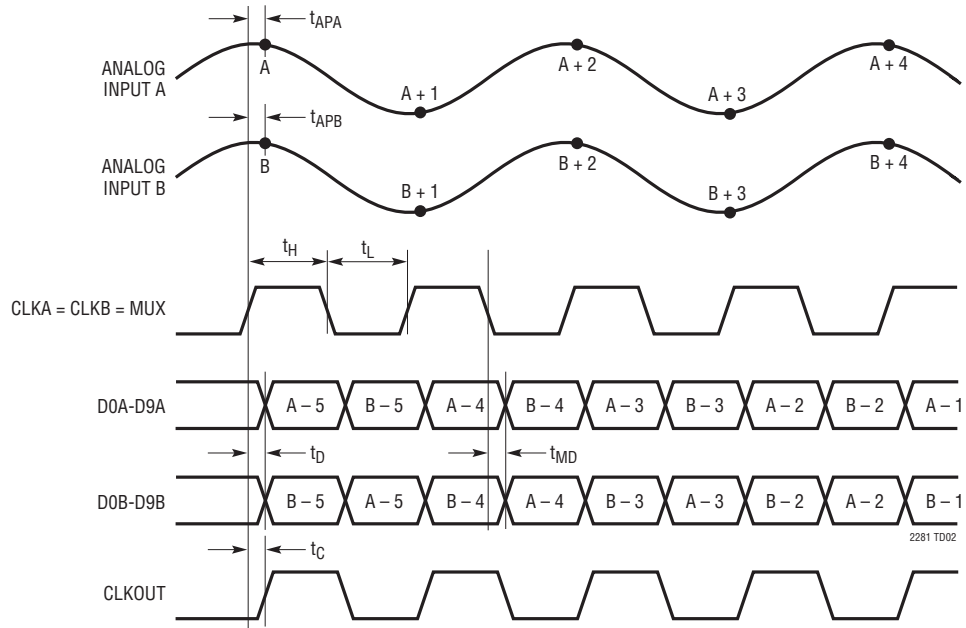 tAPA
ANALOG
INPUT A
A
A + 1
A + 2
A + 3
A + 4
tAPB
ANALOG
INPUT B
B
B + 1
B + 2
B + 3
B + 4
tH
tL
CLKA = CLKB = MUX
D0A-D9A
A – 5
B – 5
A – 4
B – 4
A – 3
B – 3
A – 2
B – 2
A – 1
tD
tMD
D0B-D9B
B – 5
A – 5
B – 4
A – 4
B – 3
A – 3
B – 2
A – 2
B – 1
2281 TD02
tC
CLKOUT